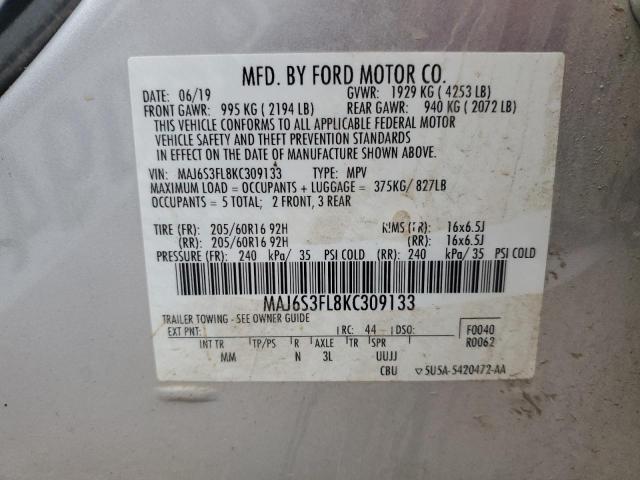 MFD. BY FORD MOTOR CO.
DATE: 06/19 GVWR: 1929 KG ( 4253 LB)
FRONT GAWR: 995 KG ( 2194 LB) REAR GAWR: 940 KG ( 2072 LB)
THIS VEHICLE CONFORMS TO ALL APPLICABLE FEDERAL MOTOR
VEHICLE SAFETY AND THEFT PREVENTION STANDARDS
IN EFFECT ON THE DATE OF MANUFACTURE SHOWN ABOVE.
VIN: MAJ6S3FL8KC309133 TYPE: MPV
MAXIMUM LOAD = OCCUPANTS + LUGGAGE = 375KG/ 827LB
OCCUPANTS = 5 TOTAL; 2 FRONT, 3 REAR
TIRE (FR): 205/60R16 92H RIMS (FR): 16x6.5J
(RR): 205/60R16 92H (RR): 16x6.5J
PRESSURE (FR): 240 kPa/ 35 PSI COLD (RR): 240 kPa/ 35 PSI COLD
MAJ6S3FL8KC309133
TRAILER TOWING - SEE OWNER GUIDE
EXT PNT: RC: 44 DSO: F0040
INT TR TP/PS R AXLE TR SPR R0062
MM N 3L UUJJ
CBU ▽5U5A-5420472-AA